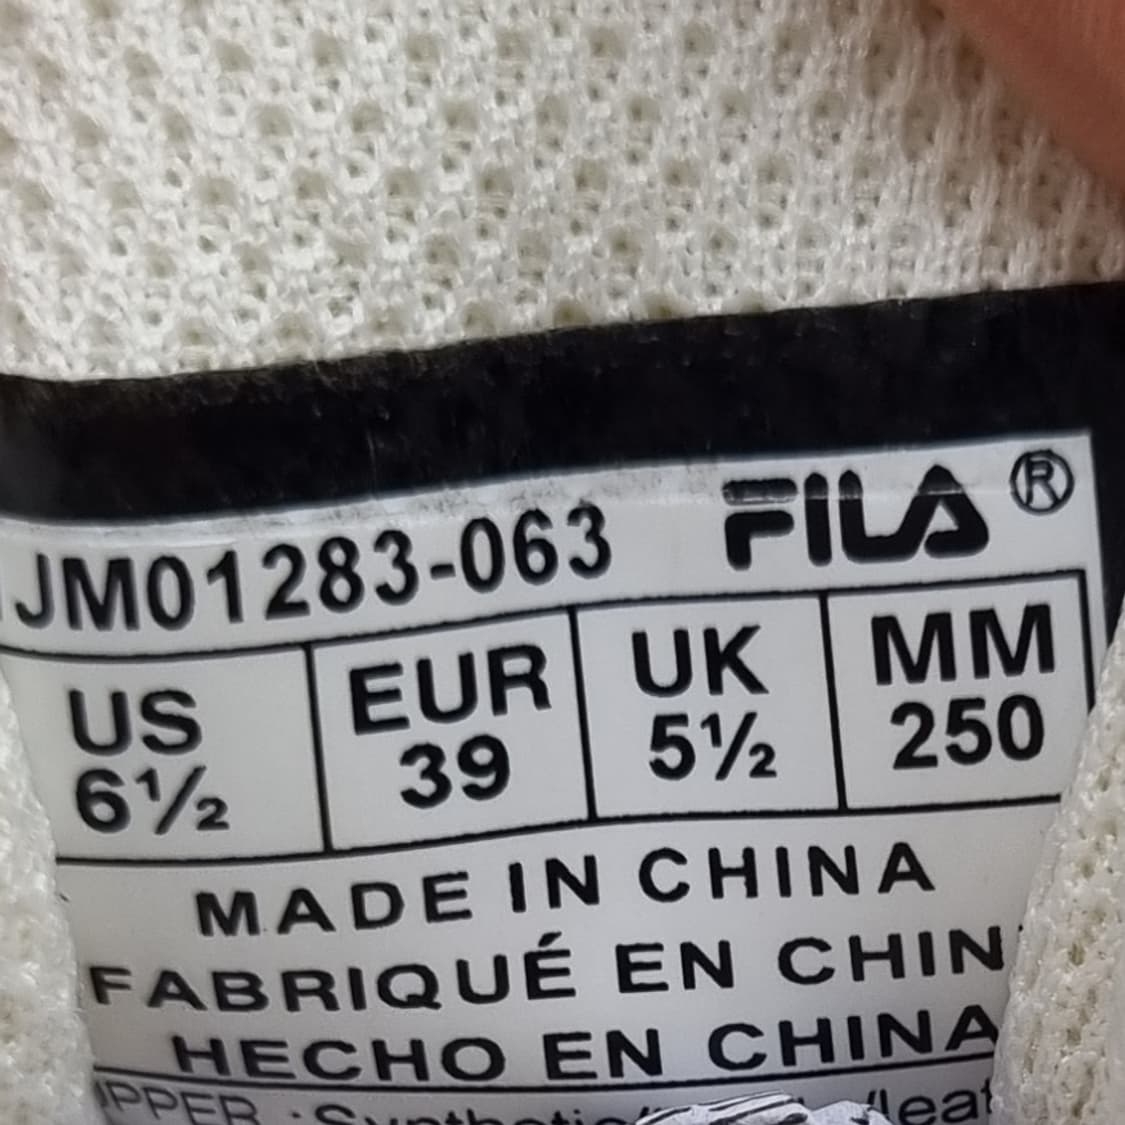 JM01283-063 FILA®
US EUR UK MM
6½ 39 5½ 250
MADE IN CHINA
FABRIQUÉ EN CHIN
HECHO EN CHINA